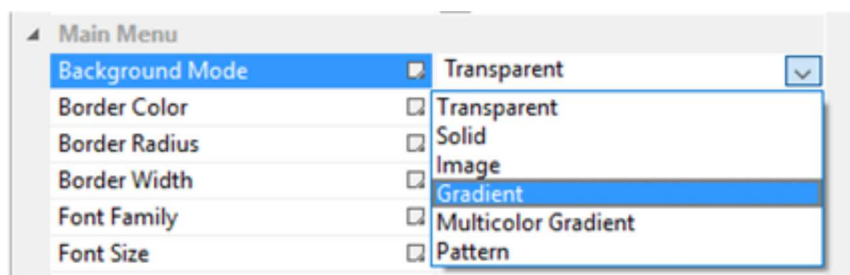 Main Menu
Background Mode Transparent
Border Color Transparent
Border Radius Solid
Border Width Image
Gradient
Font Family Multicolor Gradient
Font Size Pattern